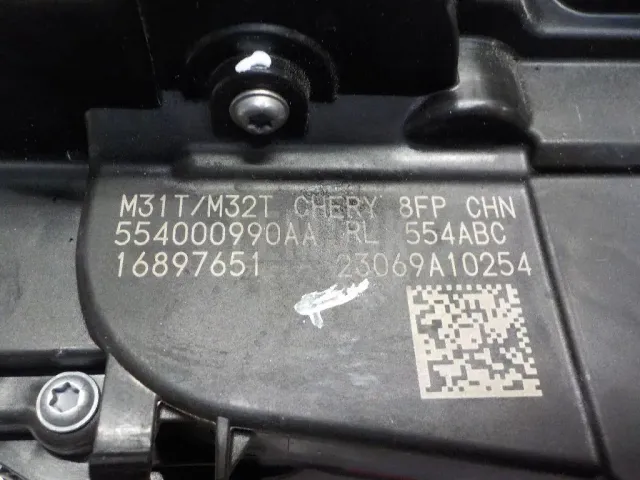 M31T/M32T CHERY 8FP CHN
554000990AA RL 554ABC
16897651 23069A10254